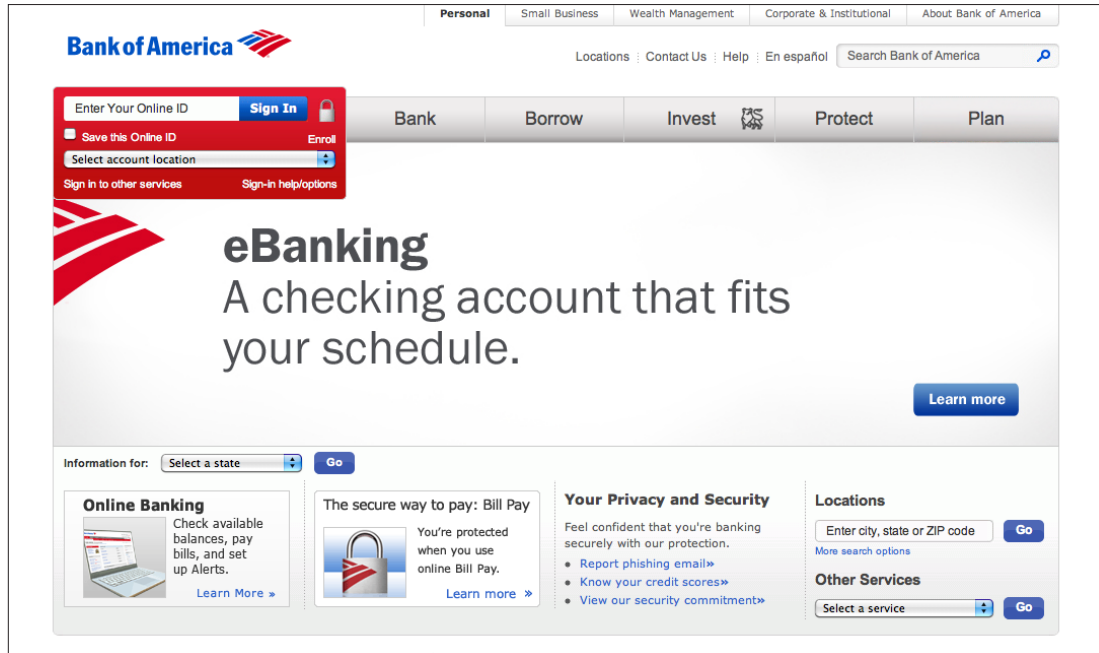 Personal
Small Business
Wealth Management
Corporate & Institutional
About Bank of America
Bank of America
Locations
Contact Us
Help
En español
Search Bank of America
Enter Your Online ID
Sign In
Save this Online ID
Enroll
Select account location
Sign in to other services
Sign-in help/options
Bank
Borrow
Invest
Protect
Plan
eBanking
A checking account that fits
your schedule.
Learn more
Information for:
Select a state
Go
Online Banking
Check available
balances, pay
bills, and set
up Alerts.
Learn More »
The secure way to pay: Bill Pay
You're protected
when you use
online Bill Pay.
Learn more »
Your Privacy and Security
Feel confident that you're banking
securely with our protection.
• Report phishing email»
• Know your credit scores»
• View our security commitment»
Locations
Enter city, state or ZIP code
Go
More search options
Other Services
Select a service
Go